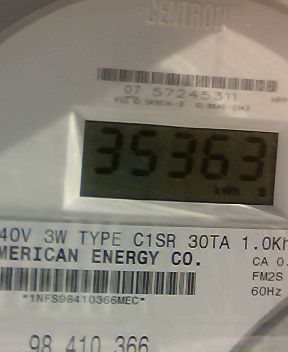 CENTRON®
07 57245311
35363
kWh
40V 3W TYPE C1SR 30TA 1.0Kh
MERICAN ENERGY CO.
CA 0.
FM2S
*1NFS98410366MEC*
60Hz
98 410 366